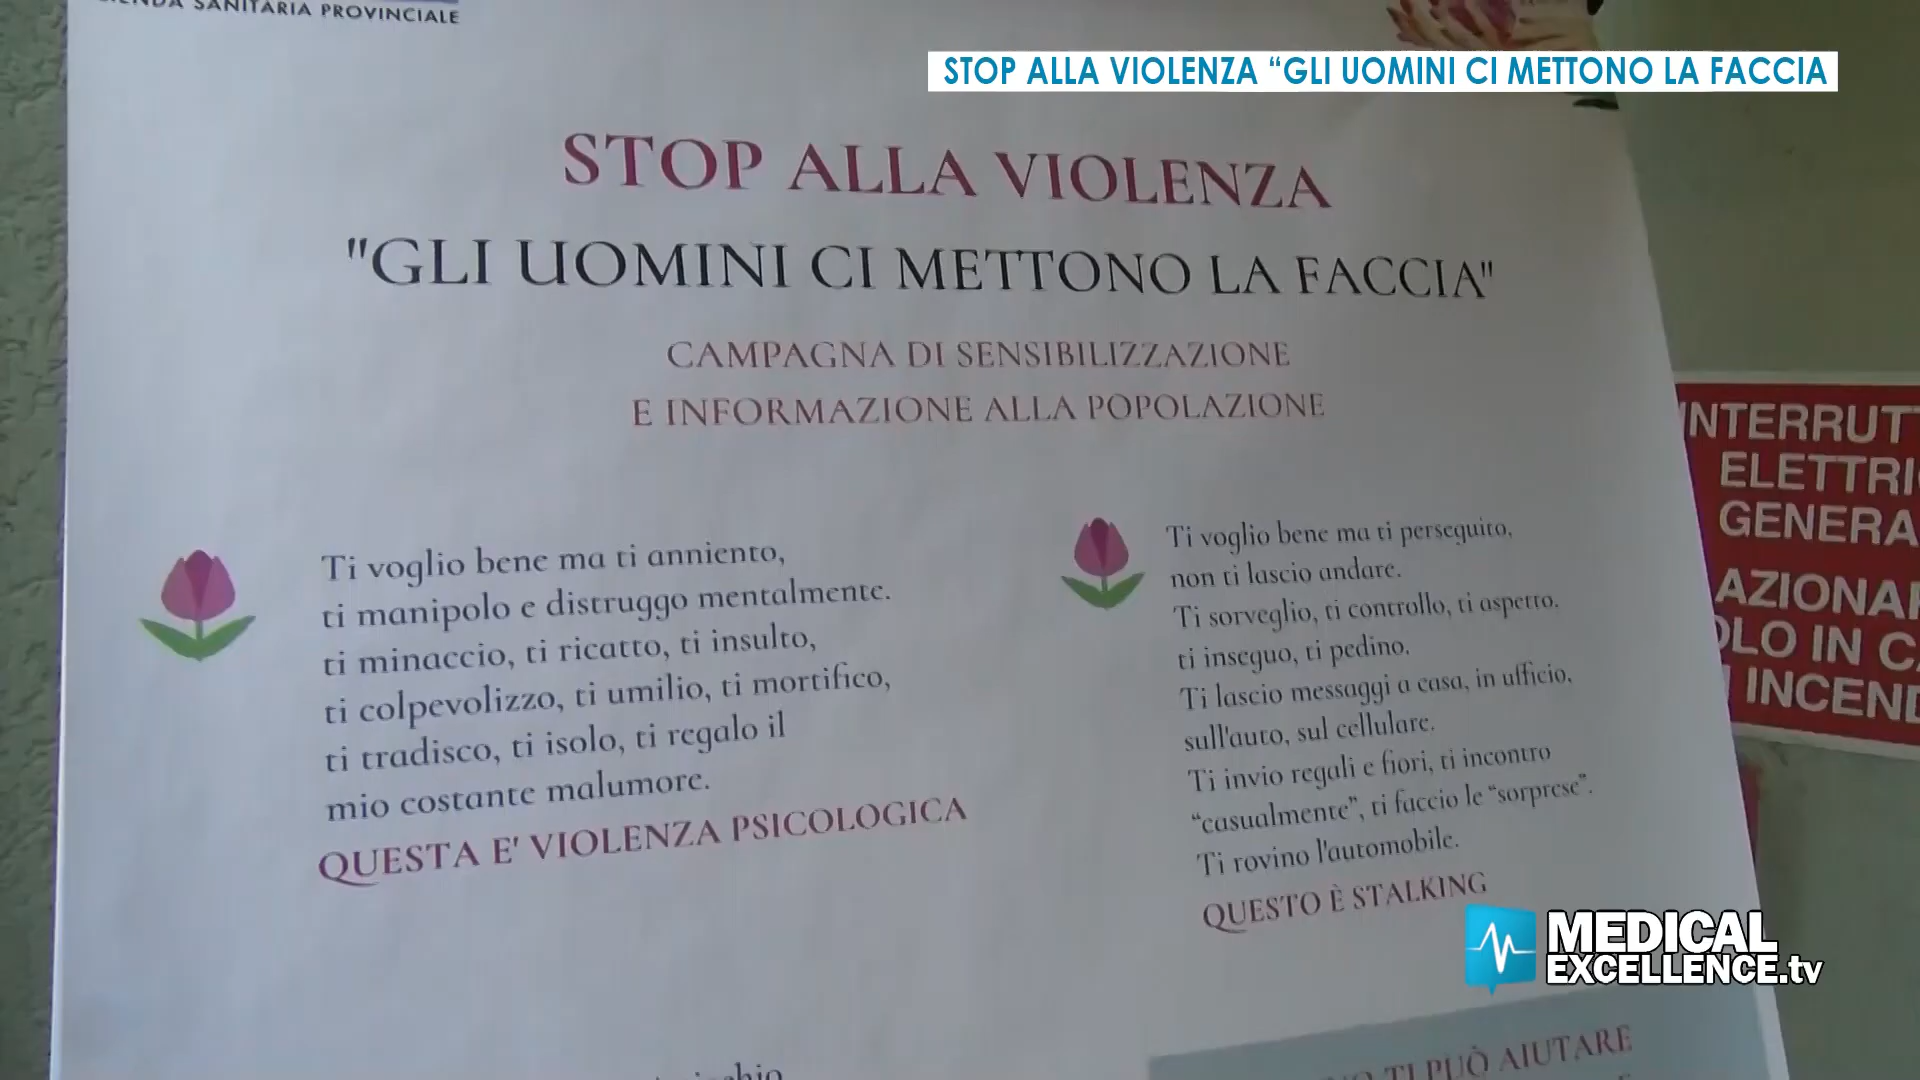 SANITARIA PROVINCIALE
STOP ALLA VIOLENZA “GLI UOMINI CI METTONO LA FACCIA
STOP ALLA VIOLENZA
"GLI UOMINI CI METTONO LA FACCIA"
CAMPAGNA DI SENSIBILIZZAZIONE
E INFORMAZIONE ALLA POPOLAZIONE
Ti voglio bene ma ti anniento,
ti manipolo e distruggo mentalmente.
ti minaccio, ti ricatto, ti insulto,
ti colpevolizzo, ti umilio, ti mortifico,
ti tradisco, ti isolo, ti regalo il
mio costante malumore.
QUESTA E' VIOLENZA PSICOLOGICA
Ti voglio bene ma ti perseguito,
non ti lascio andare.
Ti sorveglio, ti controllo, ti aspetto,
ti inseguo, ti pedino.
Ti lascio messaggi a casa, in ufficio,
sull'auto, sul cellulare.
Ti invio regali e fiori, ti incontro
“casualmente”, ti faccio le “sorprese”.
Ti rovino l'automobile.
QUESTO È STALKING
TI PUÒ AIUTARE
NTERRUTT
ELETTRI
GENERA
AZIONA
OLO IN C
INCEND
MEDICAL
EXCELLENCE.tv